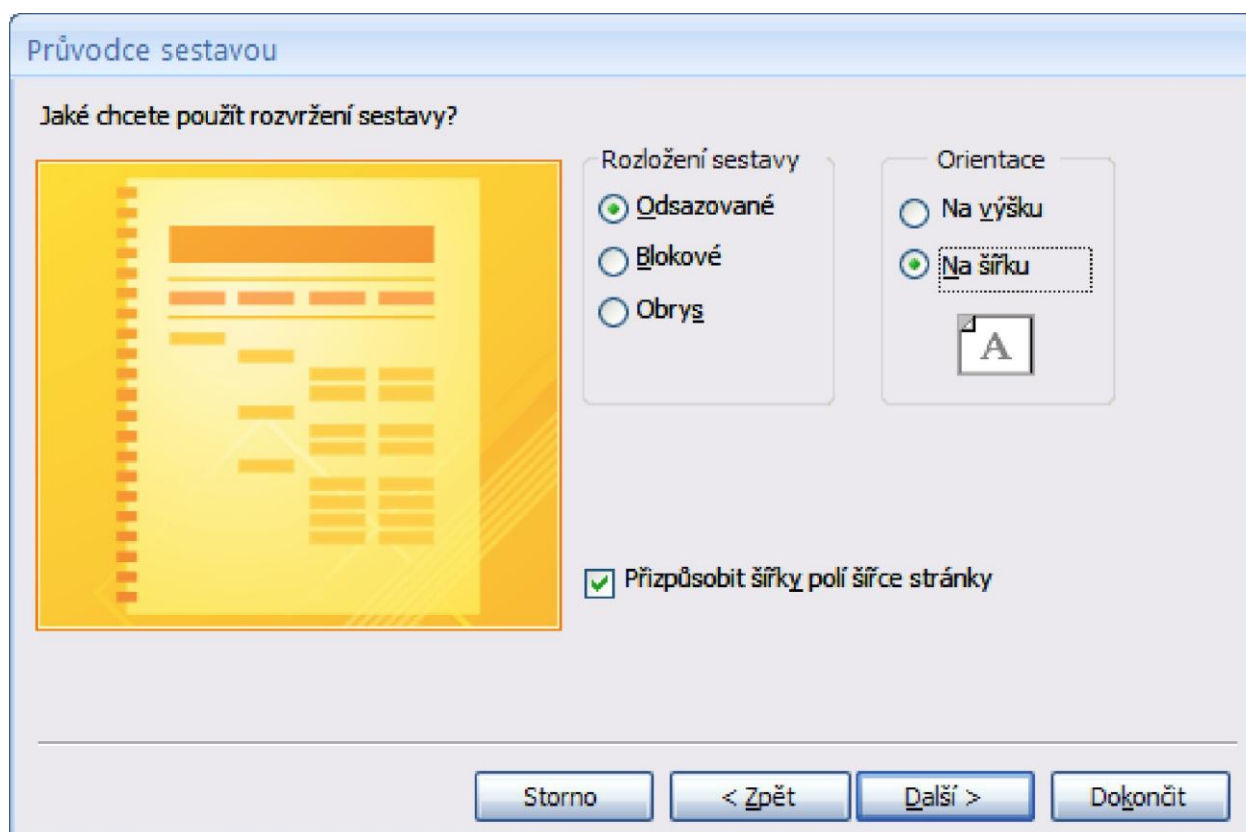 Průvodce sestavou
Jaké chcete použít rozvržení sestavy?
Rozložení sestavy
Odsazované
Blokové
Obrys
Orientace
Na výšku
Na šířku
A
Přizpůsobit šířky polí šířce stránky
Storno
< Zpět
Další >
Dokončit